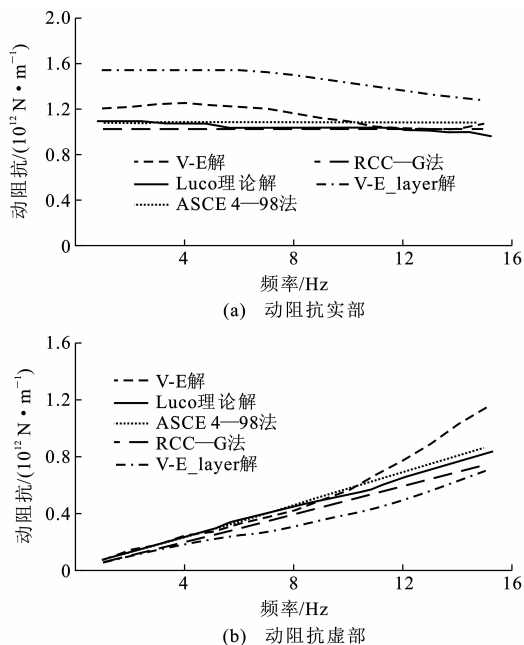 2.0
1.6
1.2
0.8
0.4
0
动阻抗/(10¹² N·m⁻¹)
V-E解
RCC—G法
Luco理论解
V-E_layer解
ASCE 4—98法
4
8
12
16
频率/Hz
(a) 动阻抗实部
1.6
1.2
0.8
0.4
0
动阻抗/(10¹² N·m⁻¹)
V-E解
Luco理论解
ASCE 4—98法
RCC—G法
V-E_layer解
4
8
12
16
频率/Hz
(b) 动阻抗虚部